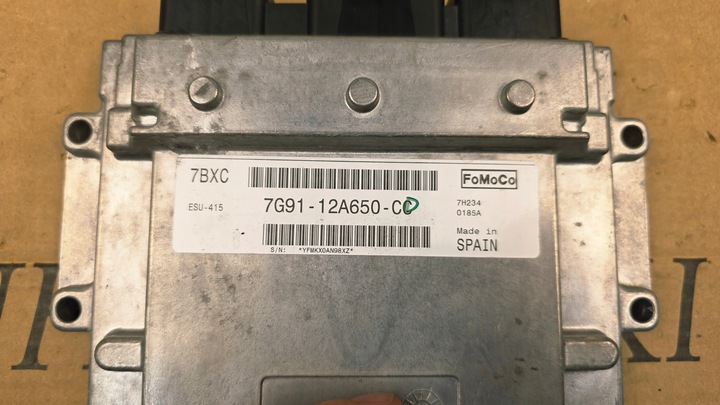 7BXC
FoMoCo
ESU-415
7G91-12A650-CD
7H234
0185A
Made in
SPAIN
S/N: *YFMKX0AN98XZ*